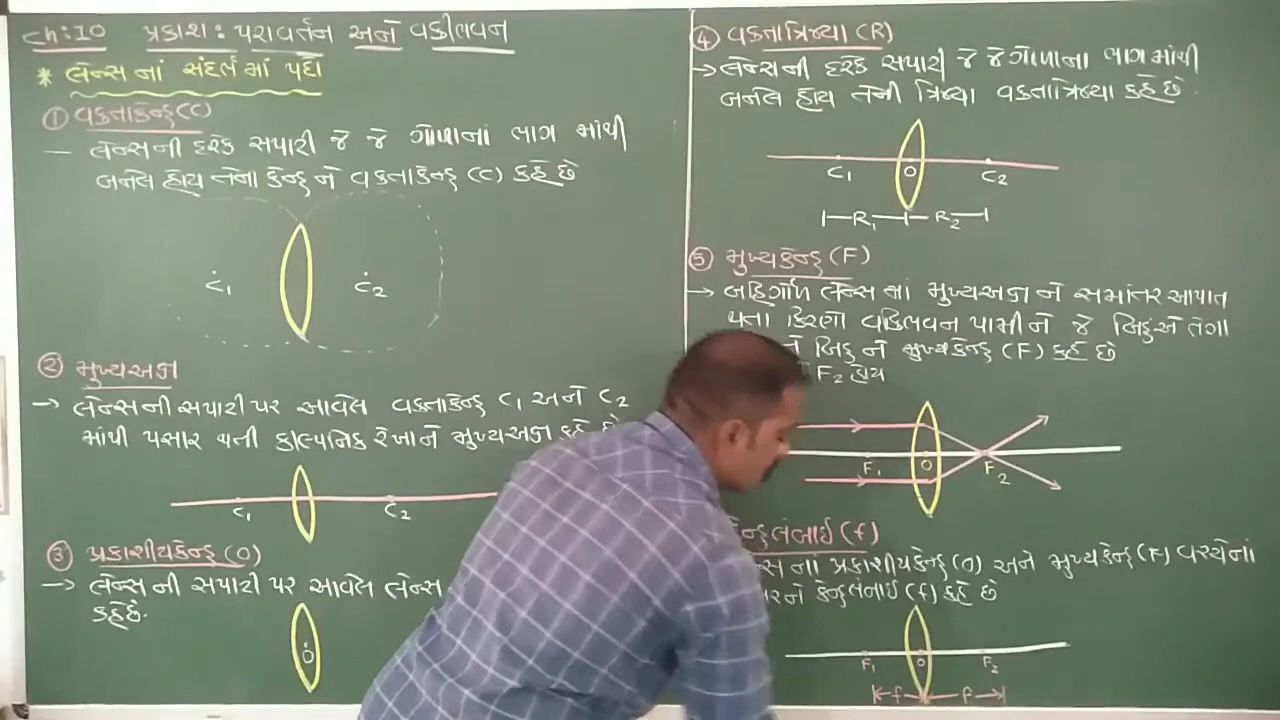 ch:10 પ્રકાશ: પરાવર્તન અને વક્રીભવન
* લેન્સ નાં સંદર્ભ માં પદો
① વક્રતાકેન્દ્ર (C)
— લેન્સ ની દરેક સપાટી જે જે ગોળાનાં ભાગ માંથી
બનેલ હોય તેના કેન્દ્ર ને વક્રતાકેન્દ્ર (C) કહે છે
C₁ C₂
② મુખ્યઅક્ષ
→ લેન્સ ની સપાટી પર આવેલ વક્રતાકેન્દ્ર C₁ અને C₂
માંથી પસાર થતી કાલ્પનિક રેખાને મુખ્યઅક્ષ કહે છે
C₁ C₂
③ પ્રકાશીયકેન્દ્ર (O)
→ લેન્સ ની સપાટી પર આવેલ લેન્સ
કહેછે.
O
④ વક્રતાત્રિજ્યા (R)
→ લેન્સ ની દરેક સપાટી જે જે ગોળાના ભાગ માંથી
બનેલ હોય તેની ત્રિજ્યા વક્રતાત્રિજ્યા કહે છે.
C₁ O C₂
R₁ R₂
⑤ મુખ્યકેન્દ્ર (F)
→ બહિર્ગોળ લેન્સ નાં મુખ્યઅક્ષ ને સમાંતર આપાત
થતા કિરણો વક્રિભવન પામી ને જે બિંદુએ ભેગા
બિંદુ ને મુખ્યકેન્દ્ર (F) કહે છે
F₂ હોય
F₁ O F₂
કેન્દ્રલંબાઈ (f)
નાં પ્રકાશીયકેન્દ્ર (O) અને મુખ્યકેન્દ્ર (F) વચ્ચેનાં
કેન્દ્રલંબાઈ (f) કહે છે
F₁ O F₂
f f